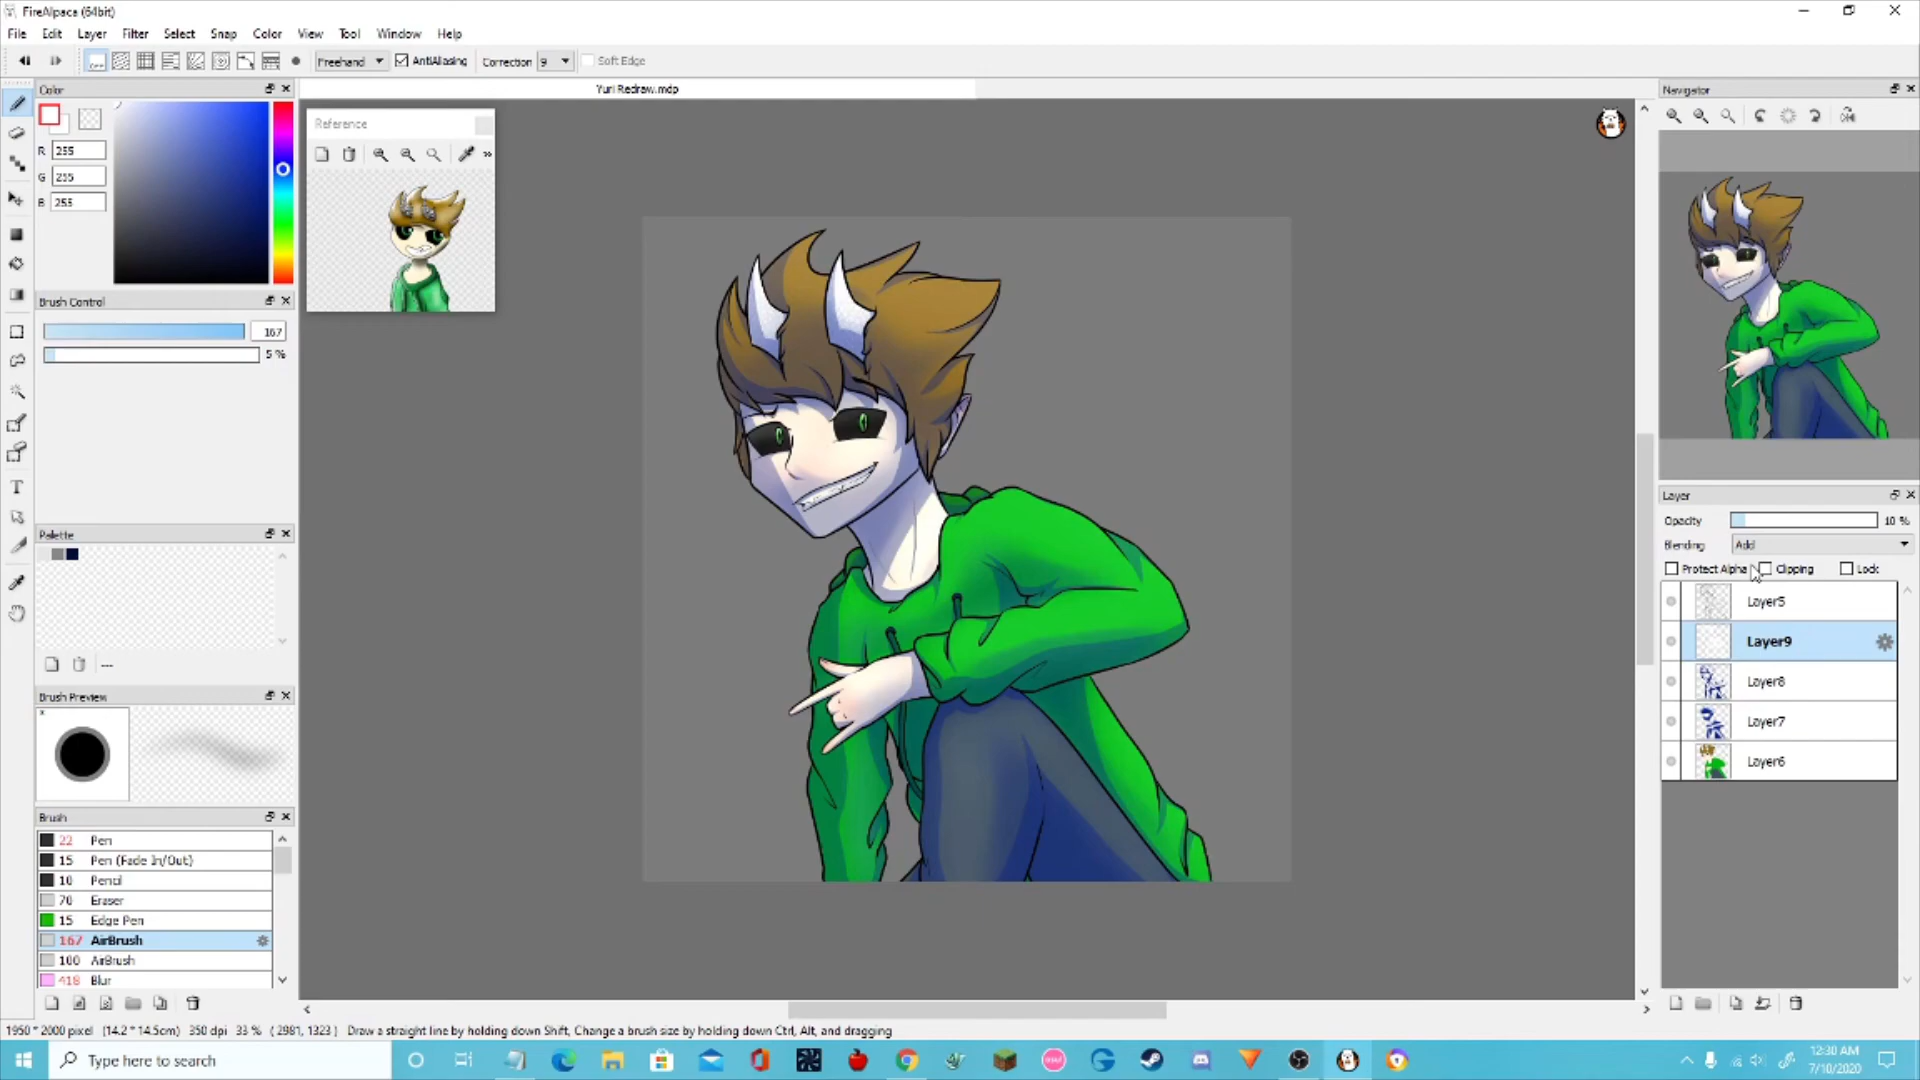 FireAlpaca (64bit)
File Edit Layer Filter Select Snap Color View Tool Window Help
OFF Freehand AntiAliasing Correction 9 Soft Edge
Color
Yuri Redraw.mdp
Navigator
Reference
R 255
G 255
B 255
»
Brush Control
167
5 %
Layer
Opacity 10 %
Blending Add
Protect Alpha Clipping Lock
Layer5
Layer9
Layer8
Layer7
Layer6
Palette
---
Brush Preview
*
Brush
22 Pen
15 Pen (Fade In/Out)
10 Pencil
70 Eraser
15 Edge Pen
167 AirBrush
100 AirBrush
418 Blur
1950 * 2000 pixel (14.2 * 14.5cm) 350 dpi 33 % ( 2981, 1323 ) Draw a straight line by holding down Shift, Change a brush size by holding down Ctrl, Alt, and dragging
Type here to search
osu!
12:30 AM
7/10/2020